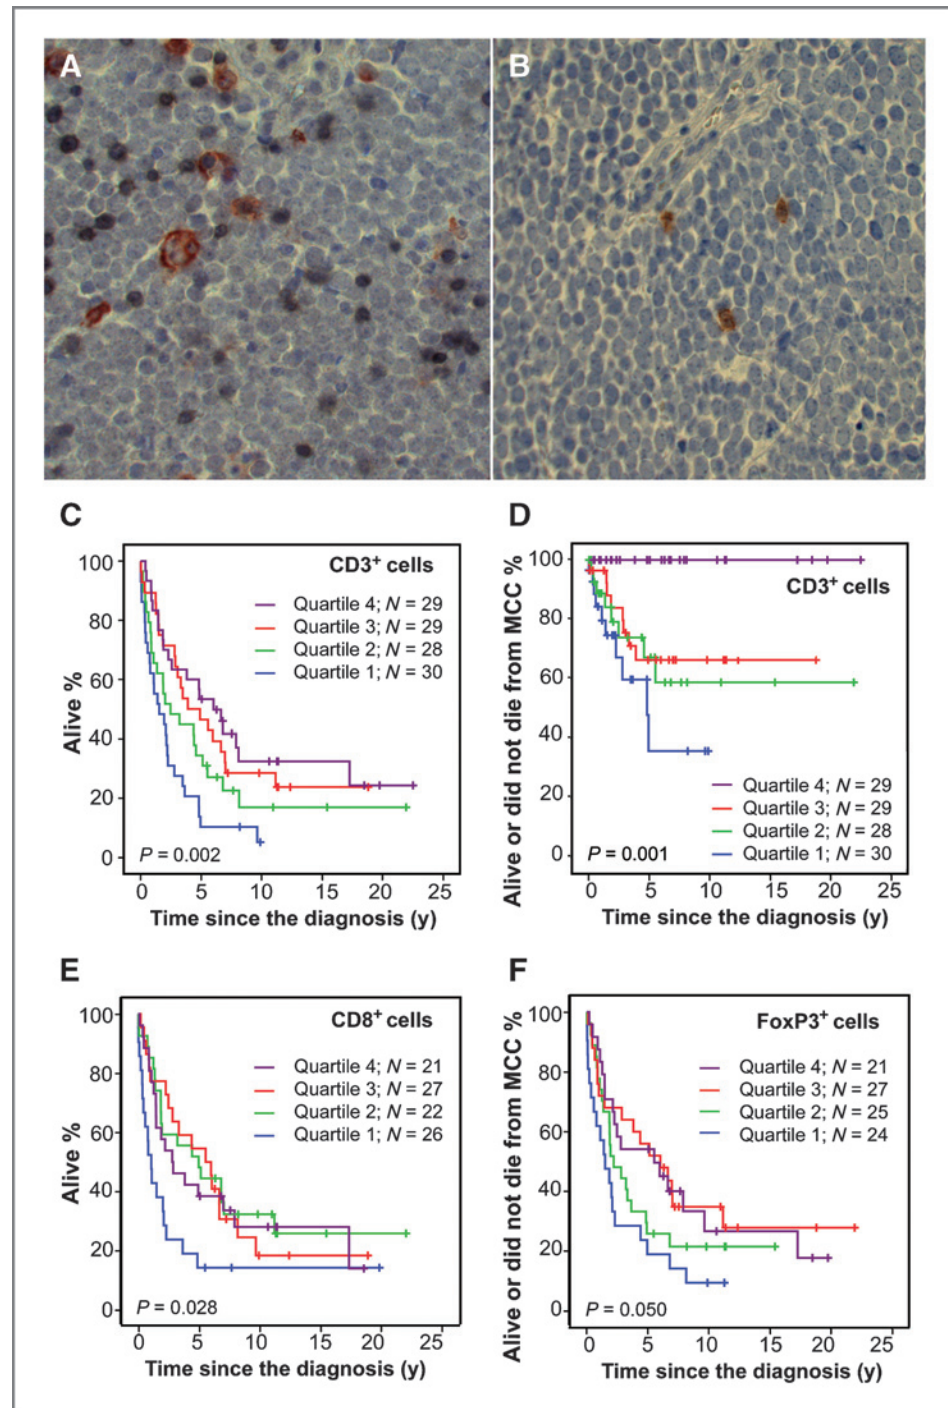 A
B
C
CD3+ cells
Quartile 4; N = 29
Quartile 3; N = 29
Quartile 2; N = 28
Quartile 1; N = 30
Alive %
100
80
60
40
20
0
P = 0.002
0 5 10 15 20 25
Time since the diagnosis (y)
D
CD3+ cells
Alive or did not die from MCC %
100
80
60
40
20
0
Quartile 4; N = 29
Quartile 3; N = 29
Quartile 2; N = 28
Quartile 1; N = 30
P = 0.001
0 5 10 15 20 25
Time since the diagnosis (y)
E
CD8+ cells
Quartile 4; N = 21
Quartile 3; N = 27
Quartile 2; N = 22
Quartile 1; N = 26
Alive %
100
80
60
40
20
0
P = 0.028
0 5 10 15 20 25
Time since the diagnosis (y)
F
FoxP3+ cells
Quartile 4; N = 21
Quartile 3; N = 27
Quartile 2; N = 25
Quartile 1; N = 24
Alive or did not die from MCC %
100
80
60
40
20
0
P = 0.050
0 5 10 15 20 25
Time since the diagnosis (y)